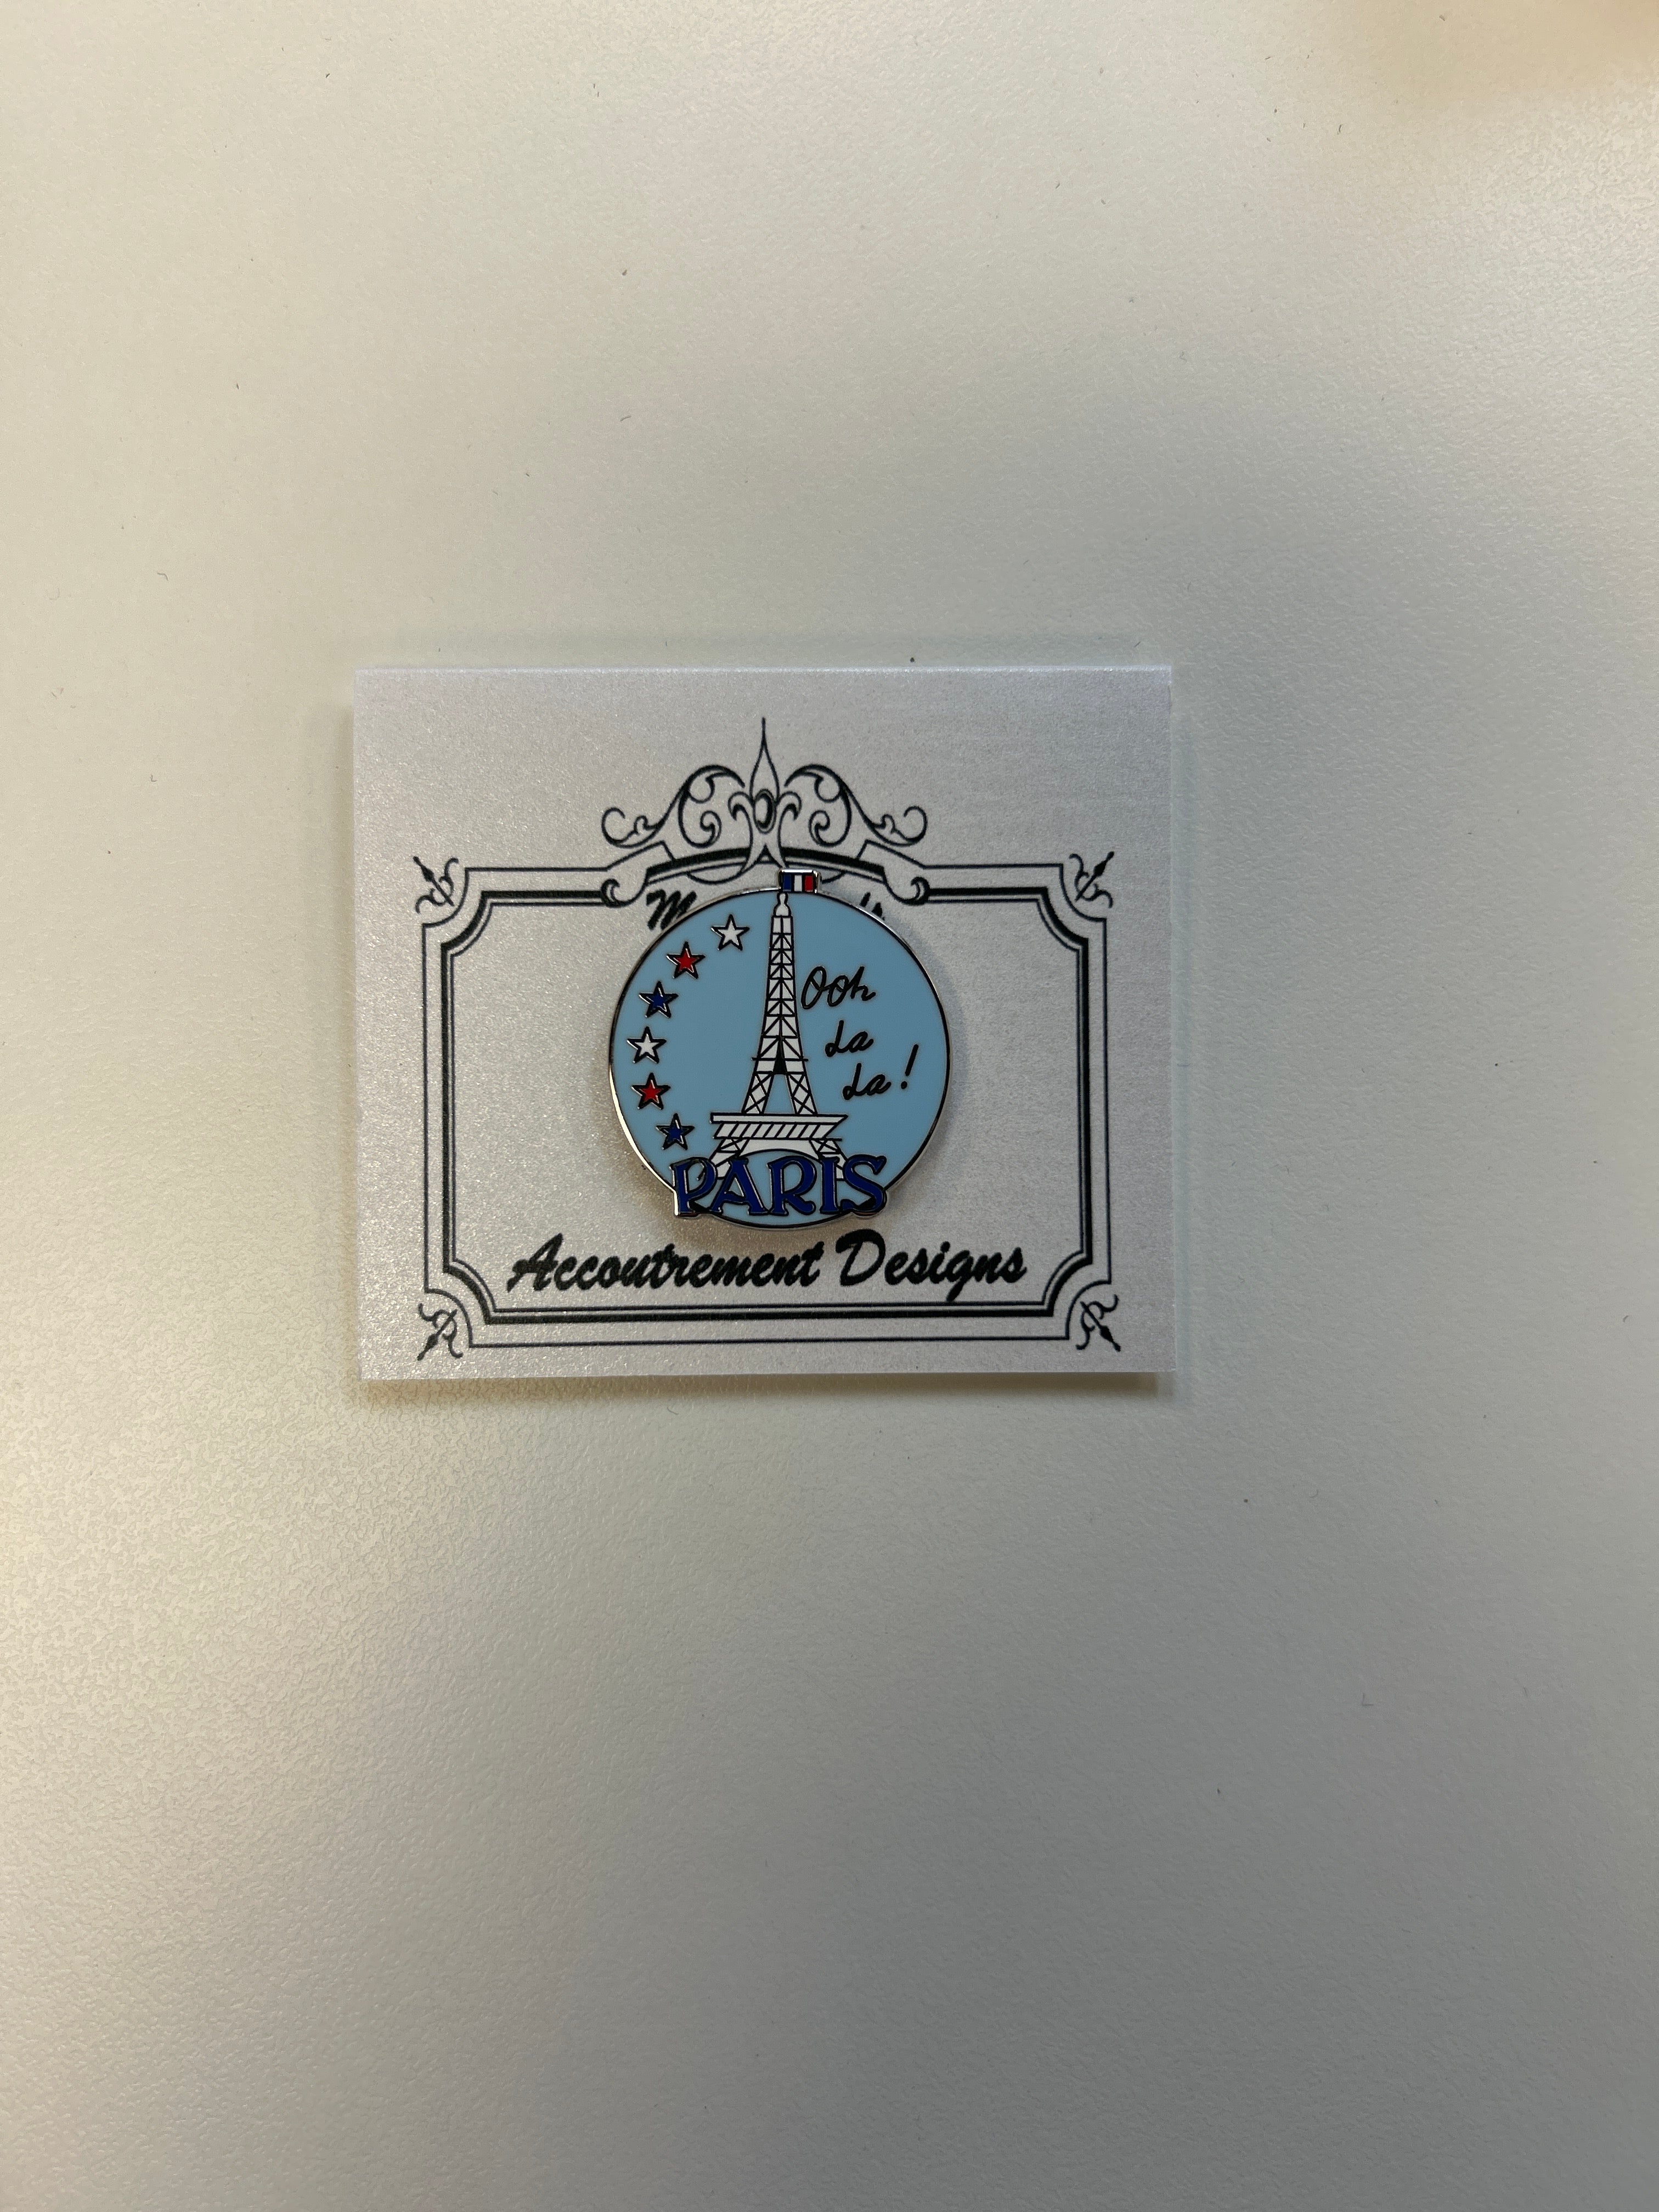 Ooh
La
La!
PARIS
Accoutrement Designs